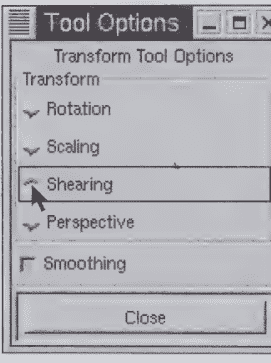 Tool Options
Transform Tool Options
Transform
Rotation
Scaling
Shearing
Perspective
Smoothing
Close